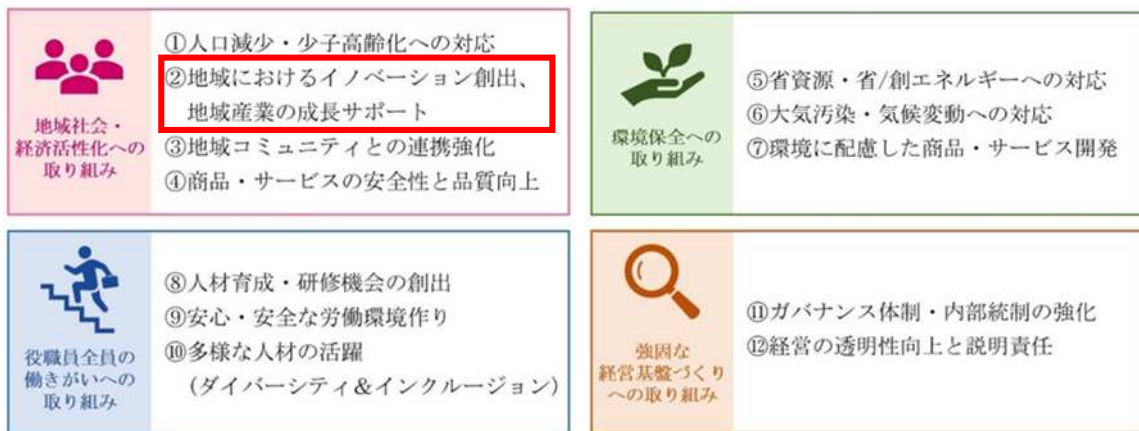 地域社会・
経済活性化への
取り組み
①人口減少・少子高齢化への対応
②地域におけるイノベーション創出、
地域産業の成長サポート
③地域コミュニティとの連携強化
④商品・サービスの安全性と品質向上
環境保全への
取り組み
⑤省資源・省/創エネルギーへの対応
⑥大気汚染・気候変動への対応
⑦環境に配慮した商品・サービス開発
役職員全員の
働きがいへの
取り組み
⑧人材育成・研修機会の創出
⑨安心・安全な労働環境作り
⑩多様な人材の活躍
(ダイバーシティ&インクルージョン)
強固な
経営基盤づくり
への取り組み
⑪ガバナンス体制・内部統制の強化
⑫経営の透明性向上と説明責任